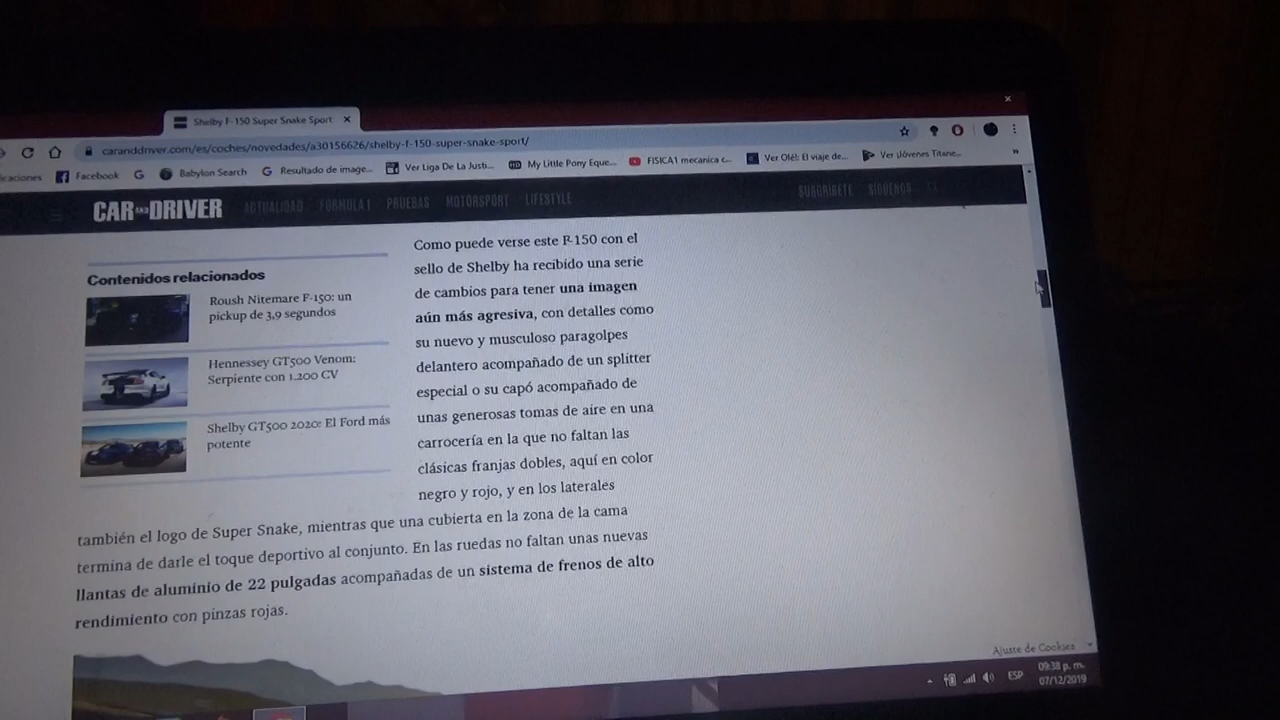 Shelby F-150 Super Snake Sport
caranddriver.com/es/coches/novedades/a30156626/shelby-f-150-super-snake-sport/
Facebook
Babylon Search
Resultado de image...
Ver Liga De La Justi...
My Little Pony Eque...
FISICA1 mecanica c...
Ver Olé!: El viaje de...
Ver ¡Jóvenes Titane...
CAR AND DRIVER
ACTUALIDAD FÓRMULA 1 PRUEBAS MOTORSPORT LIFESTYLE
SUBCRÍBETE SÍGUENOS
Contenidos relacionados
Roush Nitemare F-150: un
pickup de 3,9 segundos
Hennessey GT500 Venom:
Serpiente con 1.200 CV
Shelby GT500 2020: El Ford más
potente
Como puede verse este F-150 con el
sello de Shelby ha recibido una serie
de cambios para tener una imagen
aún más agresiva, con detalles como
su nuevo y musculoso paragolpes
delantero acompañado de un splitter
especial o su capó acompañado de
unas generosas tomas de aire en una
carrocería en la que no faltan las
clásicas franjas dobles, aquí en color
negro y rojo, y en los laterales
también el logo de Super Snake, mientras que una cubierta en la zona de la cama
termina de darle el toque deportivo al conjunto. En las ruedas no faltan unas nuevas
llantas de aluminio de 22 pulgadas acompañadas de un sistema de frenos de alto
rendimiento con pinzas rojas.
Ajuste de Cookies
ESP
09:38 p. m.
07/12/2019